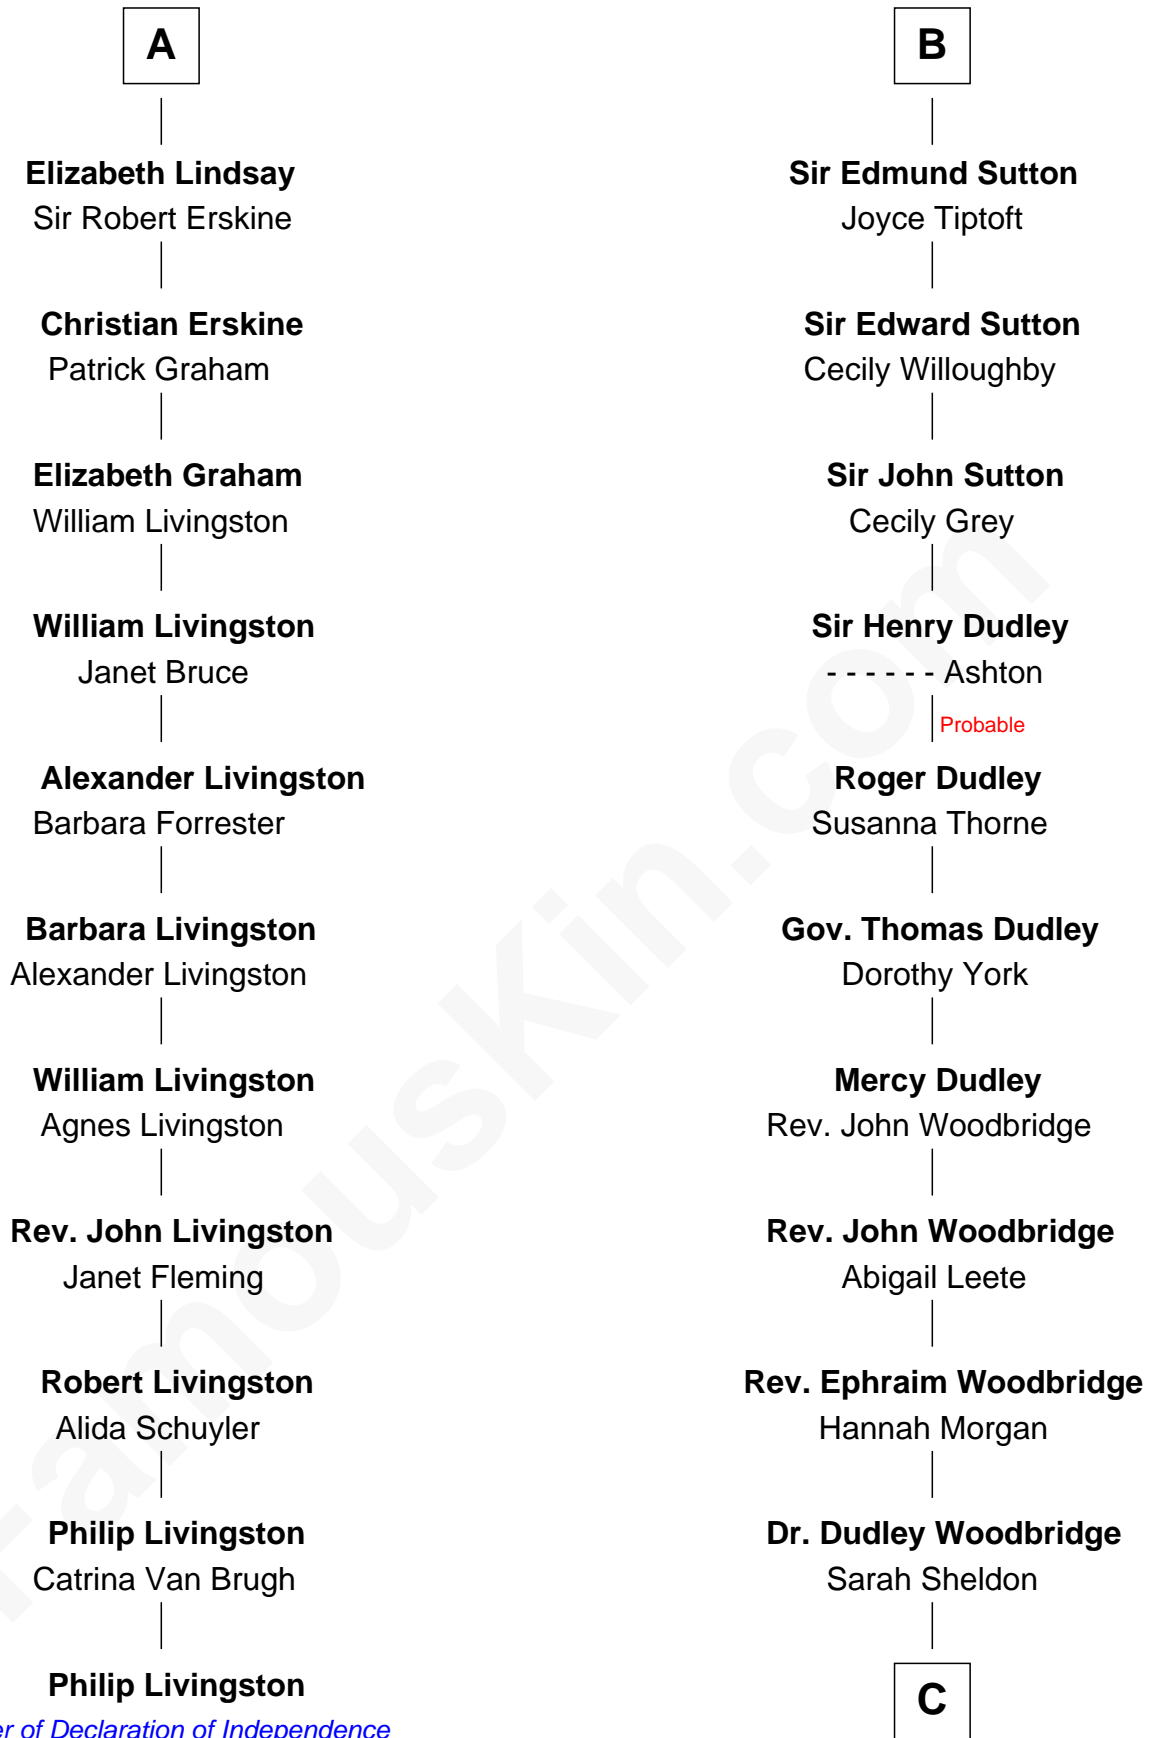 A
Elizabeth Lindsay
Sir Robert Erskine
Christian Erskine
Patrick Graham
Elizabeth Graham
William Livingston
William Livingston
Janet Bruce
Alexander Livingston
Barbara Forrester
Barbara Livingston
Alexander Livingston
William Livingston
Agnes Livingston
Rev. John Livingston
Janet Fleming
Robert Livingston
Alida Schuyler
Philip Livingston
Catrina Van Brugh
Philip Livingston
of Declaration of Independence
B
Sir Edmund Sutton
Joyce Tiptoft
Sir Edward Sutton
Cecily Willoughby
Sir John Sutton
Cecily Grey
Sir Henry Dudley
- - - - - - Ashton
Probable
Roger Dudley
Susanna Thorne
Gov. Thomas Dudley
Dorothy York
Mercy Dudley
Rev. John Woodbridge
Rev. John Woodbridge
Abigail Leete
Rev. Ephraim Woodbridge
Hannah Morgan
Dr. Dudley Woodbridge
Sarah Sheldon
C
FamousKin.com